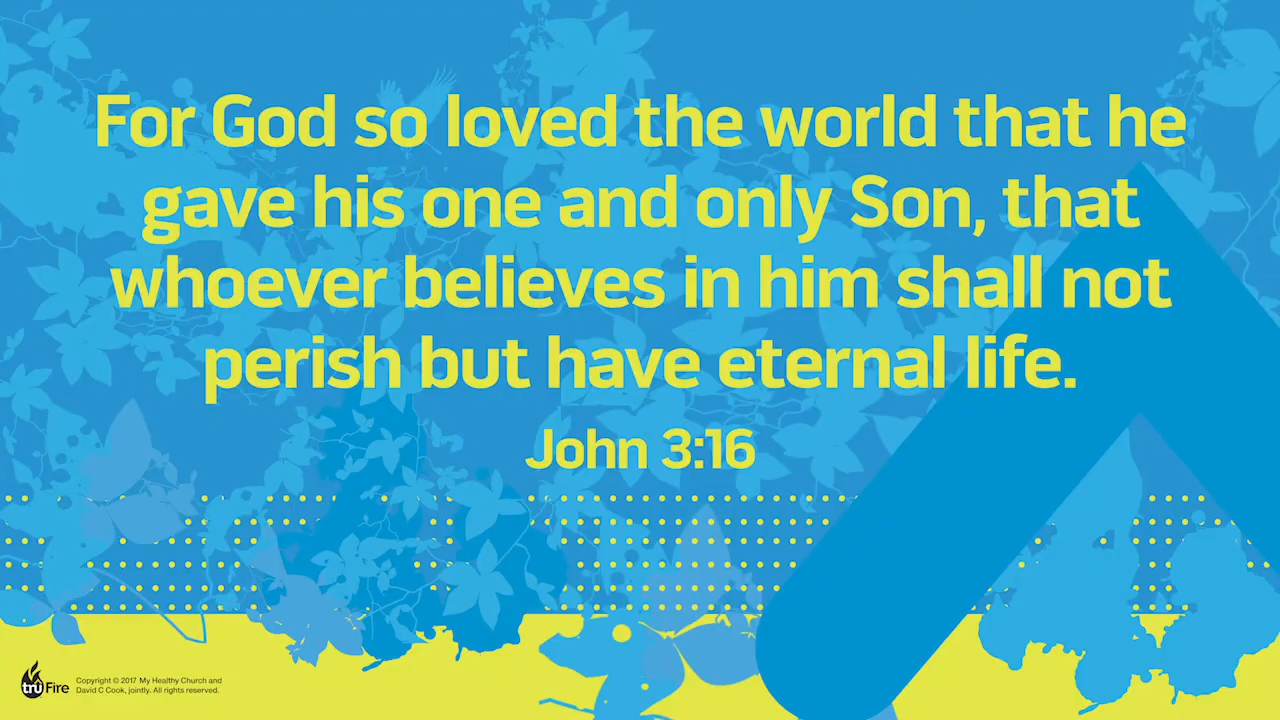 For God so loved the world that he
gave his one and only Son, that
whoever believes in him shall not
perish but have eternal life.
John 3:16
trū Fire
Copyright © 2017 My Healthy Church and
David C Cook, jointly. All rights reserved.